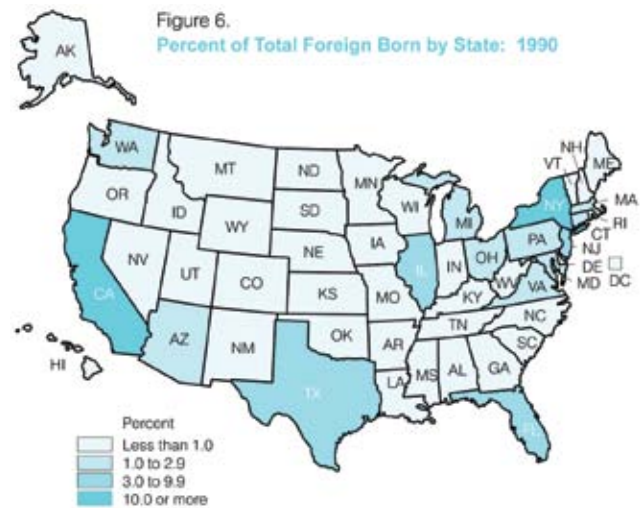 Figure 6.
Percent of Total Foreign Born by State: 1990
AK
WA
MT
ND
MN
VT
NH
ME
OR
ID
SD
WI
MI
NY
MA
RI
CT
WY
IA
PA
NJ
NE
IL
IN
OH
DE
NV
UT
CO
KS
MO
WV
VA
MD
DC
KY
CA
NC
TN
AZ
NM
OK
AR
SC
MS
AL
GA
LA
HI
TX
FL
Percent
Less than 1.0
1.0 to 2.9
3.0 to 9.9
10.0 or more